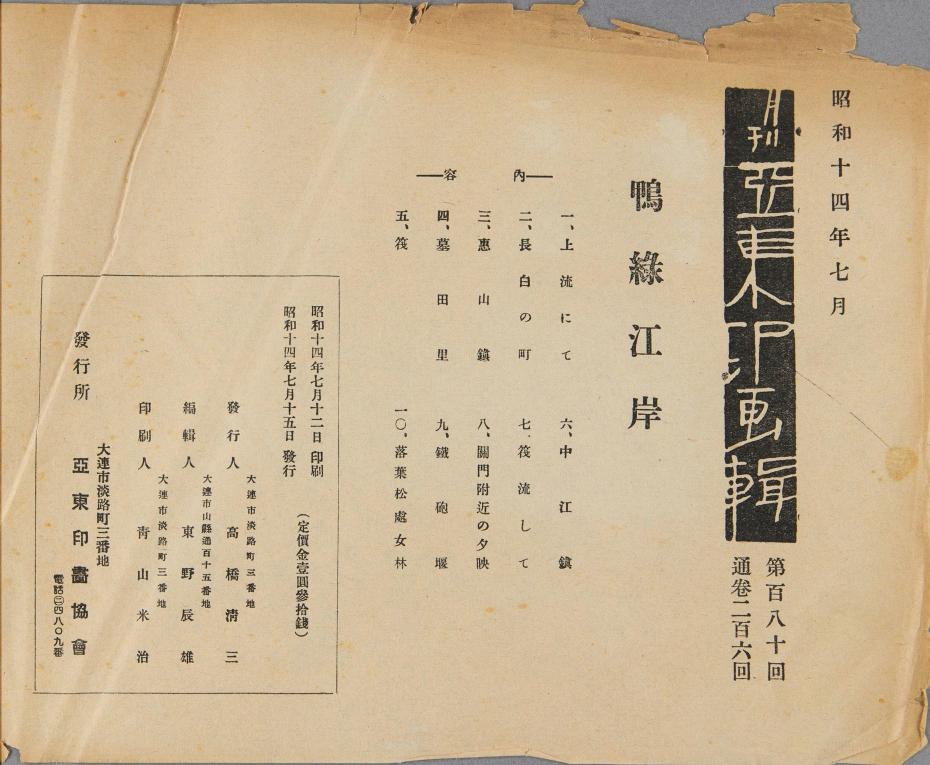 昭和十四年七月
月刊亞東印画輯
第百八十回
通卷二百六回
鴨綠江岸
內容
一、上流にて
二、長白の町
三、惠山鎭
四、墓田里
五、筏
六、中江鎭
七、筏流して
八、關門附近の夕映
九、鐵砲堰
一〇、落葉松處女林
昭和十四年七月十二日印刷
昭和十四年七月十五日發行
(定價金壹圓參拾錢)
大連市淡路町三番地
發行人 高橋淸三
大連市山縣通百十五番地
編輯人 東野辰雄
大連市淡路町三番地
印刷人 靑山米治
大連市淡路町三番地
發行所 亞東印畫協會
電話②四八〇九番